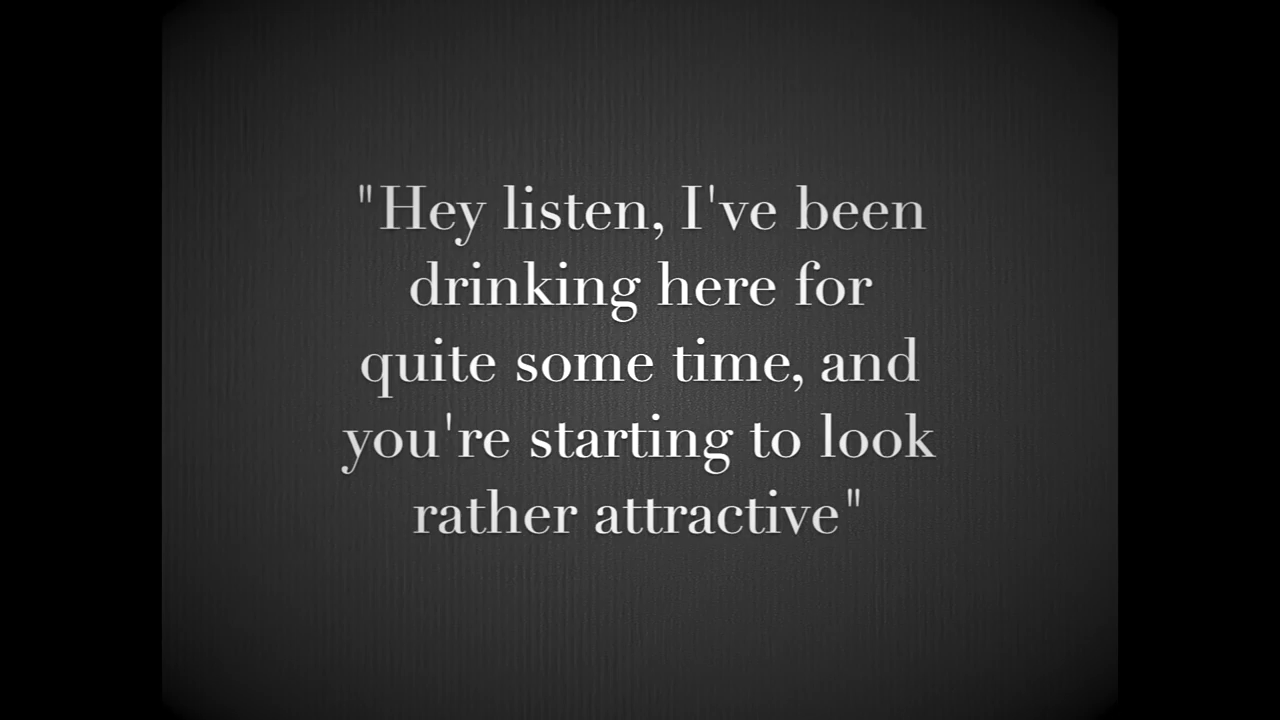 "Hey listen, I've been
drinking here for
quite some time, and
you're starting to look
rather attractive"